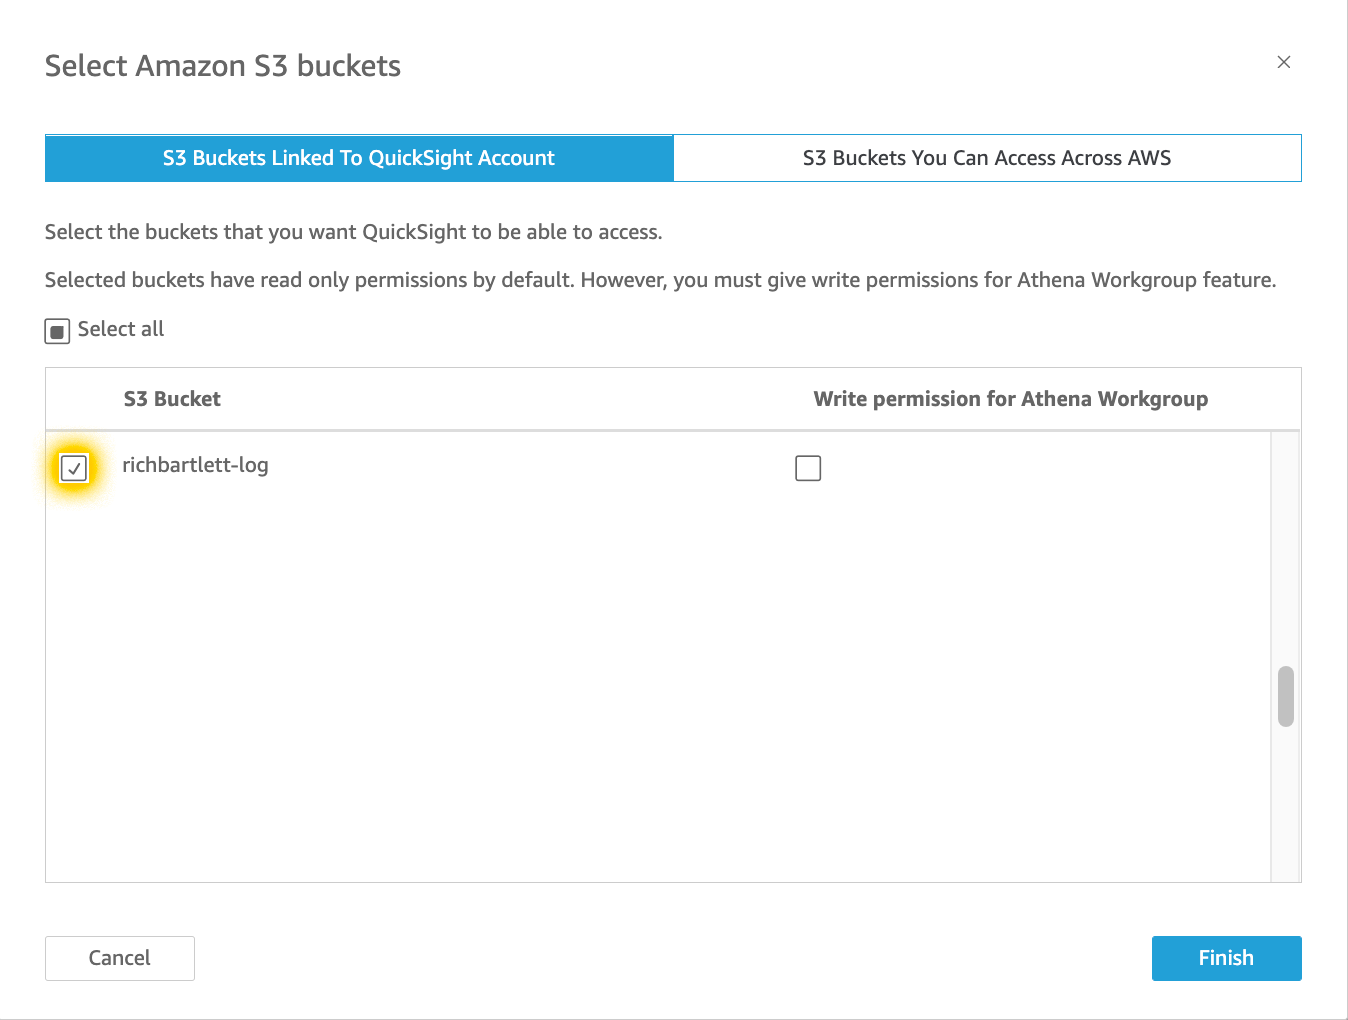 Select Amazon S3 buckets
S3 Buckets Linked To QuickSight Account
S3 Buckets You Can Access Across AWS
Select the buckets that you want QuickSight to be able to access.
Selected buckets have read only permissions by default. However, you must give write permissions for Athena Workgroup feature.
Select all
S3 Bucket
Write permission for Athena Workgroup
richbartlett-log
Cancel
Finish